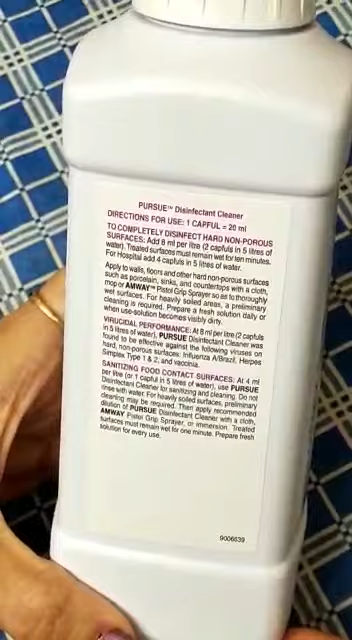 PURSUE™ Disinfectant Cleaner
DIRECTIONS FOR USE: 1 CAPFUL = 20 ml
TO COMPLETELY DISINFECT HARD NON-POROUS
SURFACES: Add 8 ml per litre (2 capfuls in 5 litres of
water). Treated surfaces must remain wet for ten minutes.
For Hospital add 4 capfuls in 5 litres of water.
Apply to walls, floors and other hard non-porous surfaces
such as porcelain, sinks, and countertops with a cloth,
mop or AMWAY™ Pistol Grip Sprayer so as to thoroughly
wet surfaces. For heavily soiled areas, a preliminary
cleaning is required. Prepare a fresh solution daily or
when use-solution becomes visibly dirty.
VIRUCIDAL PERFORMANCE: At 8 ml per litre (2 capfuls
in 5 litres of water), PURSUE Disinfectant Cleaner was
found to be effective against the following viruses on
hard, non-porous surfaces: Influenza A/Brazil, Herpes
Simplex Type 1 & 2, and vaccinia.
SANITIZING FOOD CONTACT SURFACES: At 4 ml
per litre (or 1 capful in 5 litres of water), use PURSUE
Disinfectant Cleaner for sanitizing and cleaning. Do not
rinse with water. For heavily soiled surfaces, preliminary
cleaning may be required. Then apply recommended
dilution of PURSUE Disinfectant Cleaner with a cloth,
AMWAY Pistol Grip Sprayer, or immersion. Treated
surfaces must remain wet for one minute. Prepare fresh
solution for every use.
9006639